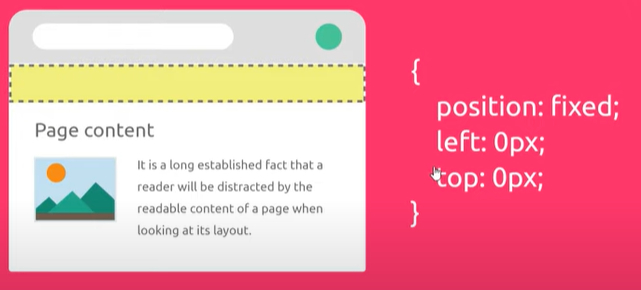 Page content
It is a long established fact that a
reader will be distracted by the
readable content of a page when
looking at its layout.
{
position: fixed;
left: 0px;
top: 0px;
}